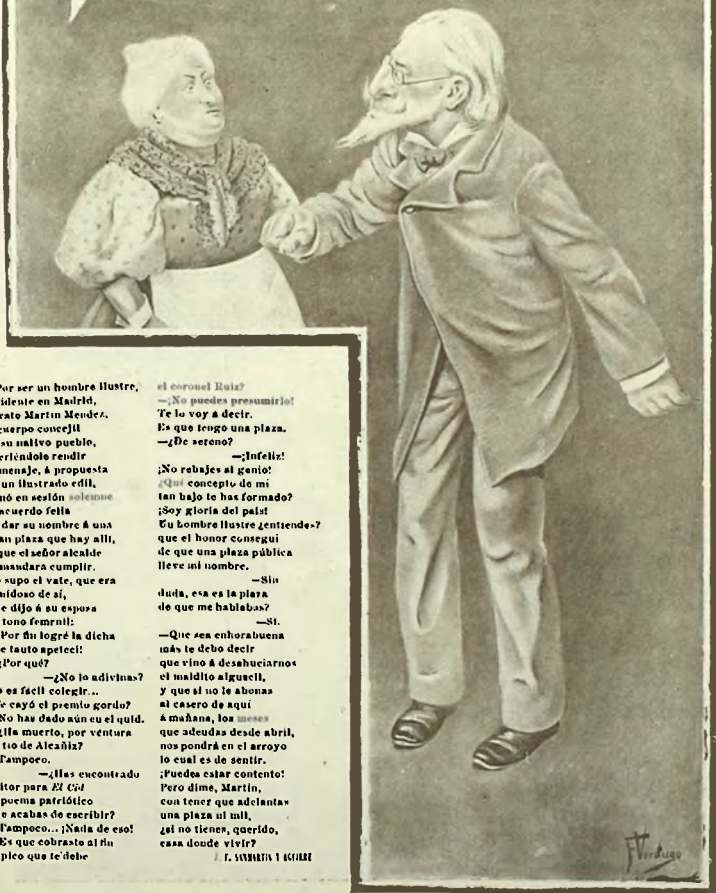 Por ser un hombre ilustre,
idente en Madrid,
rato Martín Mendez,
cuerpo concejil
su nativo pueblo,
eriéndole rendir
menaje, á propuesta
un ilustrado edil,
mó en sesión solemne
acuerdo feliz
dar su nombre á una
an plaza que hay allí,
que el señor alcalde
mandara cumplir.
supo el vate, que era
nidoso de sí,
e dijo á su esposa
tono femenil:
Por fin logré la dicha
e tanto apetecí!
¿Por qué?
—¿No lo adivinas?
o es fácil colegir...
e cayó el premio gordo?
No has dado aún en el quid.
¿Ha muerto, por ventura
tío de Alcañiz?
Tampoco.
—¿Has encontrado
itor para El Cid
poema patriótico
e acabas de escribir?
Tampoco... ¡Nada de eso!
Es que cobraste al fin
pico que te debe
el coronel Ruiz?
—¡No puedes presumirlo!
Te lo voy á decir.
Es que tengo una plaza.
—¿De sereno?
—¡Infeliz!
¡No rebajes al genio!
¿Qué concepto de mí
tan bajo te has formado?
¡Soy gloria del país!
Un hombre ilustre ¿entiendes?
que el honor conseguí
de que una plaza pública
lleve mi nombre.
—Sin
duda, esa es la plaza
de que me hablabas?
—Sí.
—Que sea enhorabuena
más te debo decir
que vino á desahuciarnos
el maldito alguacil,
y que si no le abonas
al casero de aquí
á mañana, los meses
que adeudas desde abril,
nos pondrá en el arroyo
lo cual es de sentir.
¡Puedes estar contento!
Pero dime, Martín,
con tener que adelantas
una plaza ni mil,
¿si no tienes, querido,
casa donde vivir?
F. SANMARTIN Y AGUIRRE
F. Verdugo